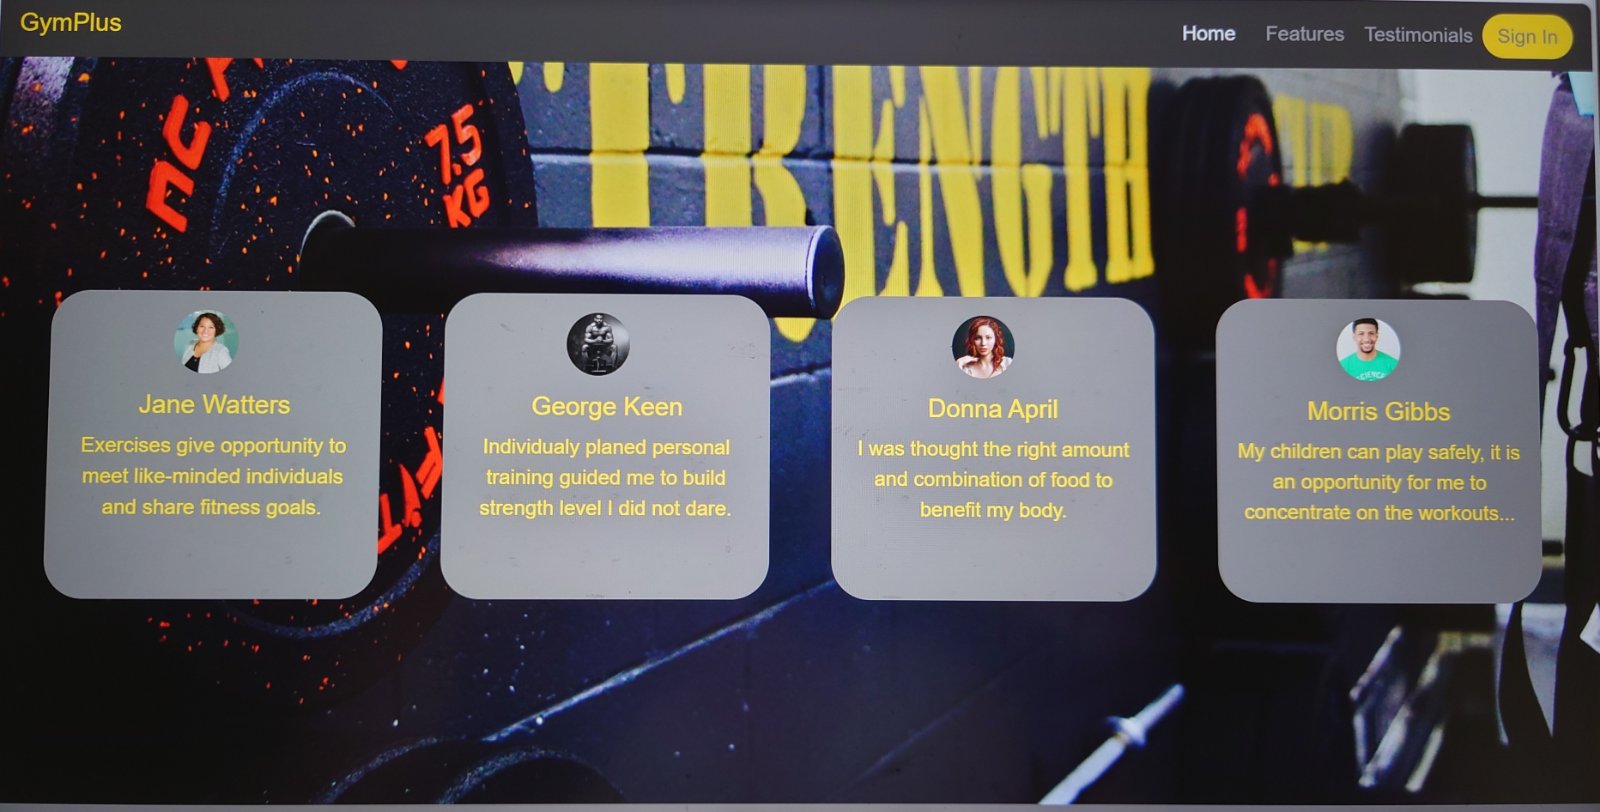 GymPlus
Home Features Testimonials Sign In
7.5
KG
STRENGTH
Jane Watters
Exercises give opportunity to
meet like-minded individuals
and share fitness goals.
George Keen
Individualy planed personal
training guided me to build
strength level I did not dare.
Donna April
I was thought the right amount
and combination of food to
benefit my body.
Morris Gibbs
My children can play safely, it is
an opportunity for me to
concentrate on the workouts...